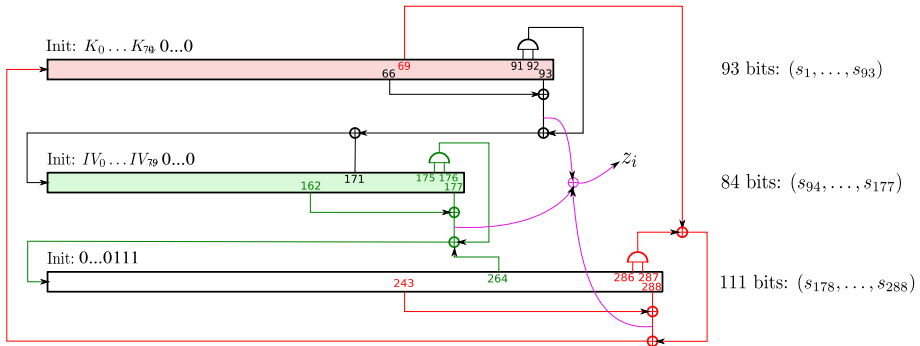 Init: K₀ … K₇₉, 0...0
69
91 92
66
93
93 bits: (s₁, …, s₉₃)
Init: IV₀ … IV₇₉, 0...0
zᵢ
171
175 176
162
177
84 bits: (s₉₄, …, s₁₇₇)
Init: 0...0111
264
286 287
243
288
111 bits: (s₁₇₈, …, s₂₈₈)